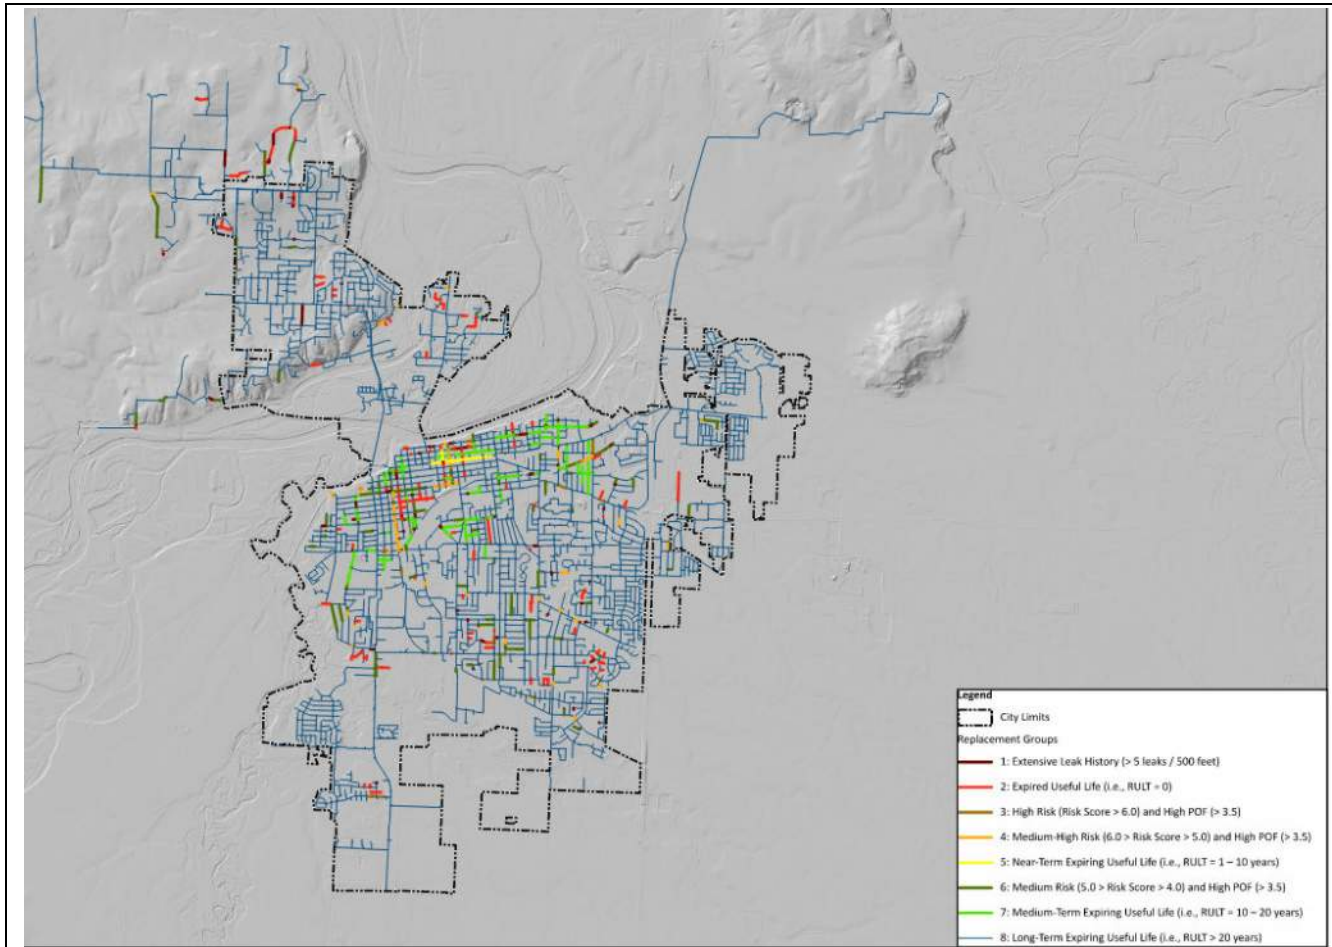 Legend
City Limits
Replacement Groups
1: Extensive Leak History (> 5 leaks / 500 feet)
2: Expired Useful Life (i.e., RULT = 0)
3: High Risk (Risk Score > 6.0) and High POF (> 3.5)
4: Medium-High Risk (6.0 > Risk Score > 5.0) and High POF (> 3.5)
5: Near-Term Expiring Useful Life (i.e., RULT = 1 – 10 years)
6: Medium Risk (5.0 > Risk Score > 4.0) and High POF (> 3.5)
7: Medium-Term Expiring Useful Life (i.e., RULT = 10 – 20 years)
8: Long-Term Expiring Useful Life (i.e., RULT > 20 years)